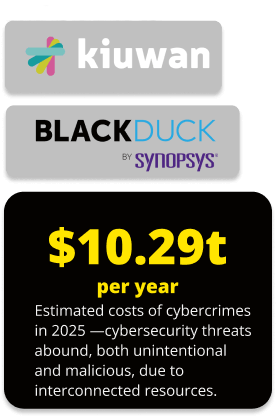 kiuwan
BLACKDUCK
BY SYNOPSYS®
$10.29t
per year
Estimated costs of cybercrimes
in 2025 —cybersecurity threats
abound, both unintentional
and malicious, due to
interconnected resources.